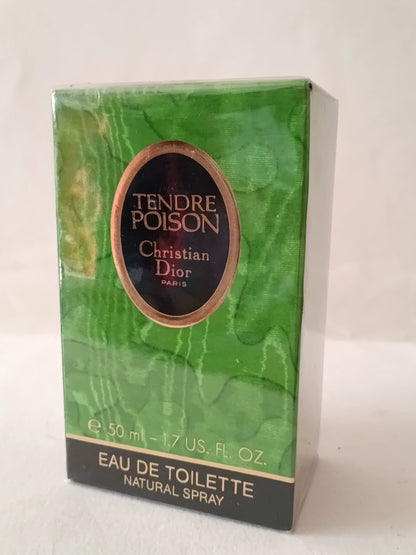 TENDRE
POISON
Christian
Dior
PARIS
℮ 50 ml - 1.7 US. FL. OZ.
EAU DE TOILETTE
NATURAL SPRAY